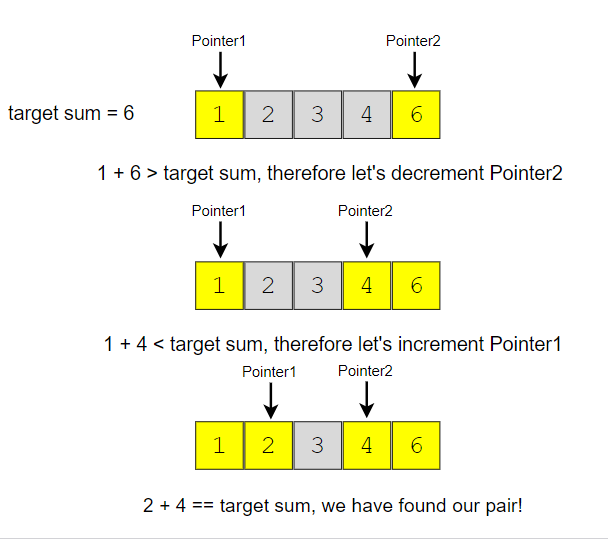 Pointer1 Pointer2
target sum = 6 1 2 3 4 6
1 + 6 > target sum, therefore let's decrement Pointer2
Pointer1 Pointer2
1 2 3 4 6
1 + 4 < target sum, therefore let's increment Pointer1
Pointer1 Pointer2
1 2 3 4 6
2 + 4 == target sum, we have found our pair!